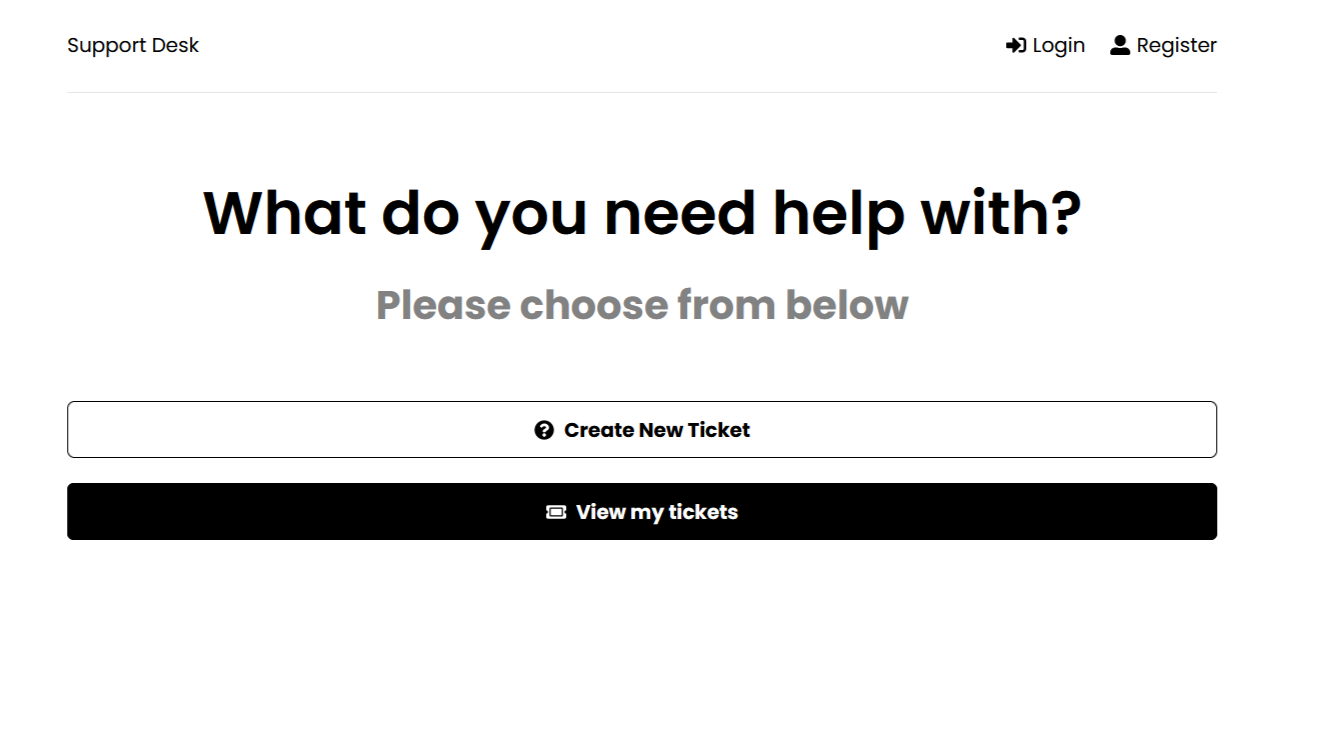 Support Desk
Login
Register
What do you need help with?
Please choose from below
Create New Ticket
View my tickets